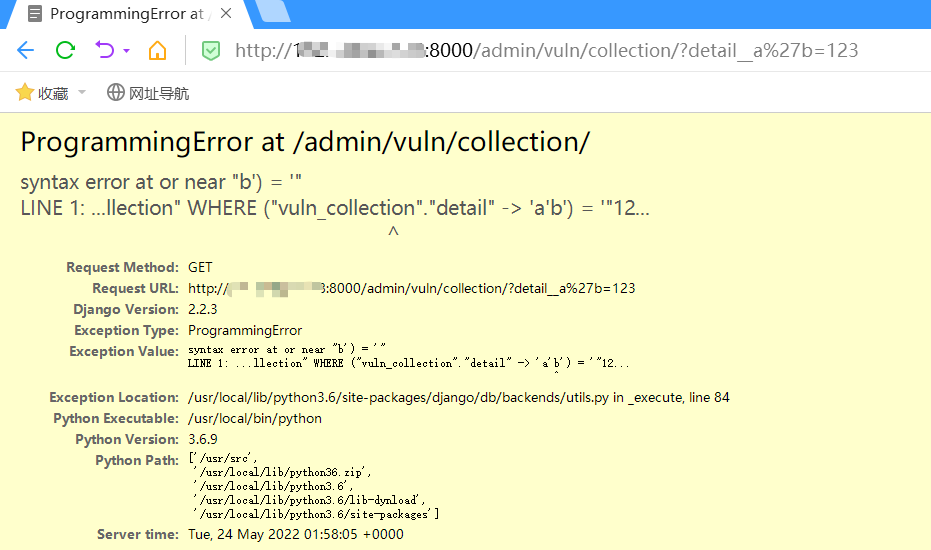 ProgrammingError at /
http://1:8000/admin/vuln/collection/?detail__a%27b=123
收藏 网址导航
ProgrammingError at /admin/vuln/collection/
syntax error at or near "b') = '"
LINE 1: ...llection" WHERE ("vuln_collection"."detail" -> 'a'b') = '"12...
^
Request Method: GET
Request URL: http://3:8000/admin/vuln/collection/?detail__a%27b=123
Django Version: 2.2.3
Exception Type: ProgrammingError
Exception Value: syntax error at or near "b') = '"
LINE 1: ...llection" WHERE ("vuln_collection"."detail" -> 'a'b') = '"12...
^
Exception Location: /usr/local/lib/python3.6/site-packages/django/db/backends/utils.py in _execute, line 84
Python Executable: /usr/local/bin/python
Python Version: 3.6.9
Python Path: ['/usr/src',
'/usr/local/lib/python36.zip',
'/usr/local/lib/python3.6',
'/usr/local/lib/python3.6/lib-dynload',
'/usr/local/lib/python3.6/site-packages']
Server time: Tue, 24 May 2022 01:58:05 +0000